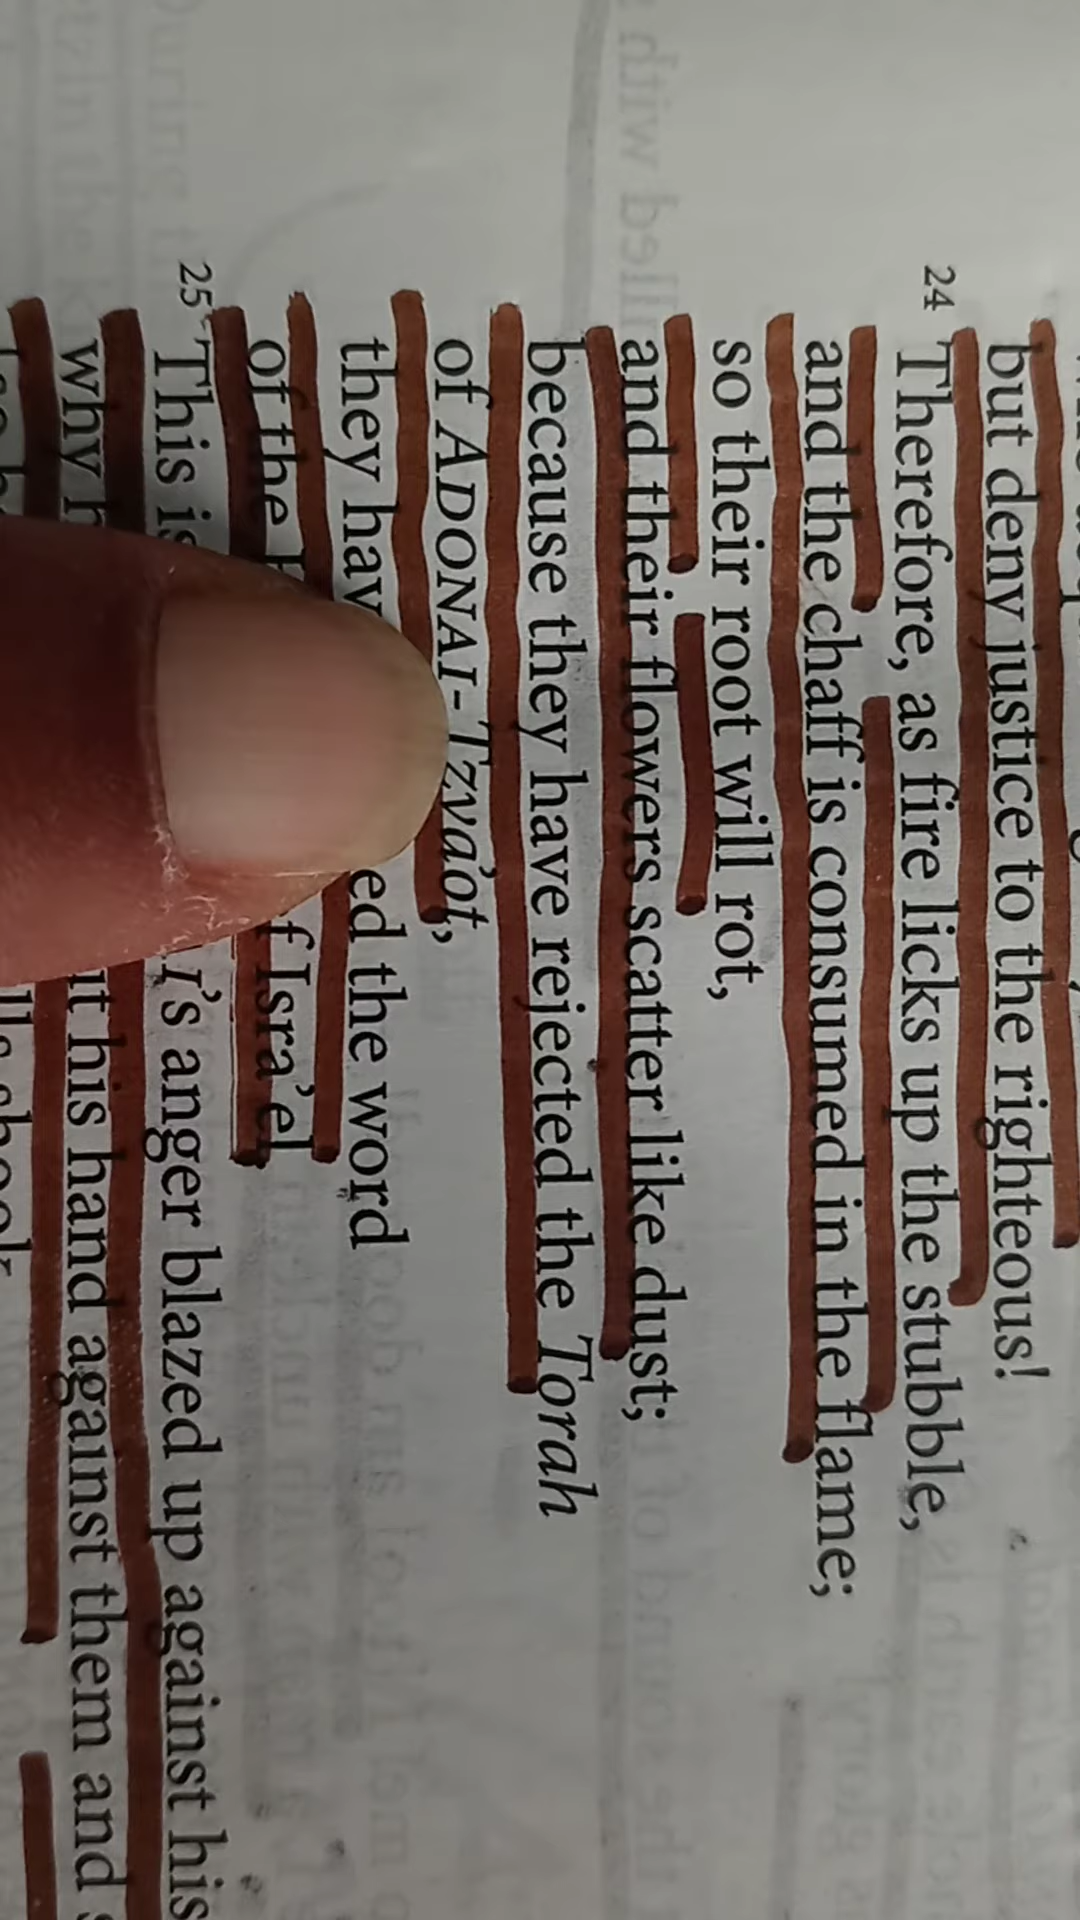 but deny justice to the righteous!
24 Therefore, as fire licks up the stubble,
and the chaff is consumed in the flame;
so their root will rot,
and their flowers scatter like dust;
because they have rejected the Torah
of ADONAI-Tzva'ot,
they hav ed the word
of the f Isra'el.
25 This is I's anger blazed up against his
why h t his hand against them and